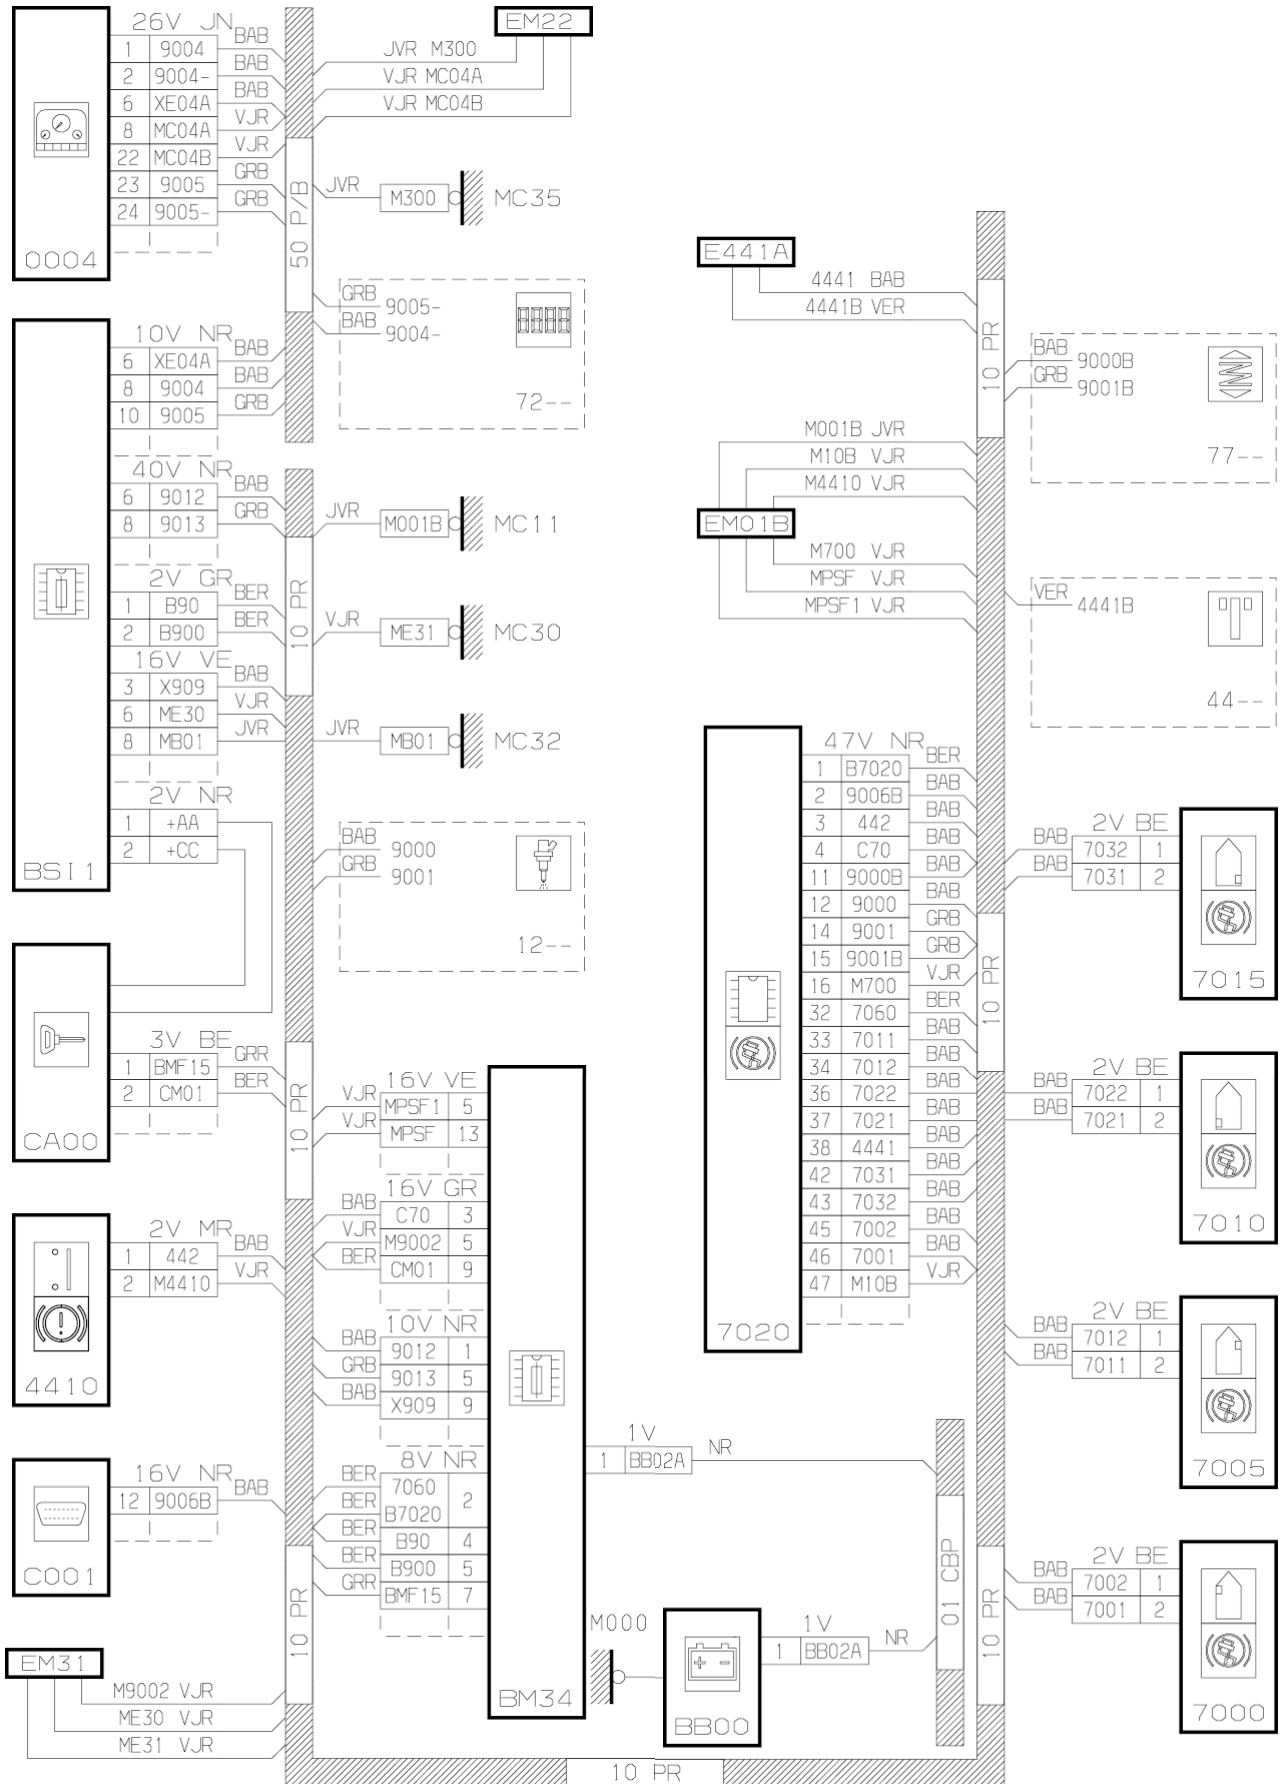 26V JN
1 9004 BAB
2 9004- BAB
6 XE04A BAB
8 MC04A VJR
22 MC04B VJR
23 9005 GRB
24 9005- GRB
0004
EM22
JVR M300
VJR MC04A
VJR MC04B
50 P/B
JVR M300 MC35
GRB 9005-
BAB 9004-
72--
10V NR
6 XE04A BAB
8 9004 BAB
10 9005 GRB
40V NR
6 9012 BAB
8 9013 GRB
2V GR
1 B90 BER
2 B900 BER
16V VE
3 X909 BAB
6 ME30 VJR
8 MB01 JVR
2V NR
1 +AA
2 +CC
BSI1
10 PR
JVR M001B MC11
VJR ME31 MC30
JVR MB01 MC32
BAB 9000
GRB 9001
12--
3V BE
1 BMF15 GRR
2 CM01 BER
CA00
10 PR
2V MR
1 442 BAB
2 M4410 VJR
4410
16V NR
12 9006B BAB
C001
10 PR
EM31
M9002 VJR
ME30 VJR
ME31 VJR
16V VE
VJR MPSF1 5
VJR MPSF 13
16V GR
BAB C70 3
VJR M9002 5
BER CM01 9
10V NR
BAB 9012 1
GRB 9013 5
BAB X909 9
8V NR
BER 7060 2
BER B7020
BER B90 4
BER B900 5
GRR BMF15 7
BM34
1V
1 BB02A NR
M000
BB00
1V
1 BB02A NR
01 CBP
10 PR
E441A
4441 BAB
4441B VER
10 PR
BAB 9000B
GRB 9001B
77--
M001B JVR
M10B VJR
M4410 VJR
EM01B
M700 VJR
MPSF VJR
MPSF1 VJR
VER 4441B
44--
47V NR
1 B7020 BER
2 9006B BAB
3 442 BAB
4 C70 BAB
11 9000B BAB
12 9000 BAB
14 9001 GRB
15 9001B GRB
16 M700 VJR
32 7060 BER
33 7011 BAB
34 7012 BAB
36 7022 BAB
37 7021 BAB
38 4441 BAB
42 7031 BAB
43 7032 BAB
45 7002 BAB
46 7001 BAB
47 M10B VJR
7020
10 PR
2V BE
BAB 7032 1
BAB 7031 2
7015
2V BE
BAB 7022 1
BAB 7021 2
7010
2V BE
BAB 7012 1
BAB 7011 2
7005
10 PR
2V BE
BAB 7002 1
BAB 7001 2
7000